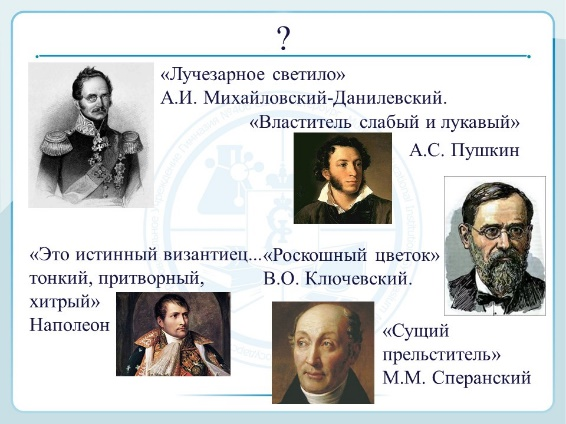 ?
«Лучезарное светило»
А.И. Михайловский-Данилевский.
«Властитель слабый и лукавый»
А.С. Пушкин
«Это истинный византиец...
тонкий, притворный,
хитрый»
Наполеон
«Роскошный цветок»
В.О. Ключевский.
«Сущий
прельститель»
М.М. Сперанский